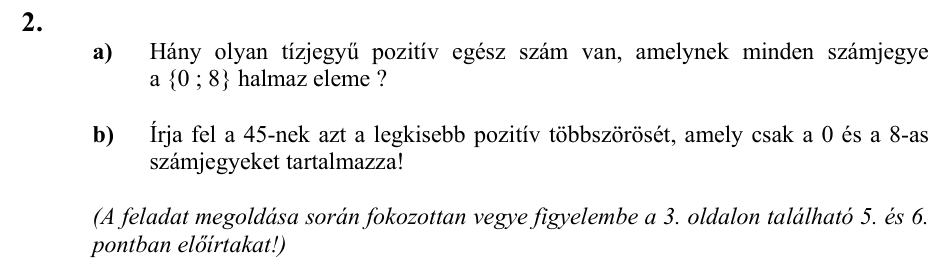 2.
a) Hány olyan tízjegyű pozitív egész szám van, amelynek minden számjegye
a {0 ; 8} halmaz eleme ?
b) Írja fel a 45-nek azt a legkisebb pozitív többszörösét, amely csak a 0 és a 8-as
számjegyeket tartalmazza!
(A feladat megoldása során fokozottan vegye figyelembe a 3. oldalon található 5. és 6.
pontban előírtakat!)